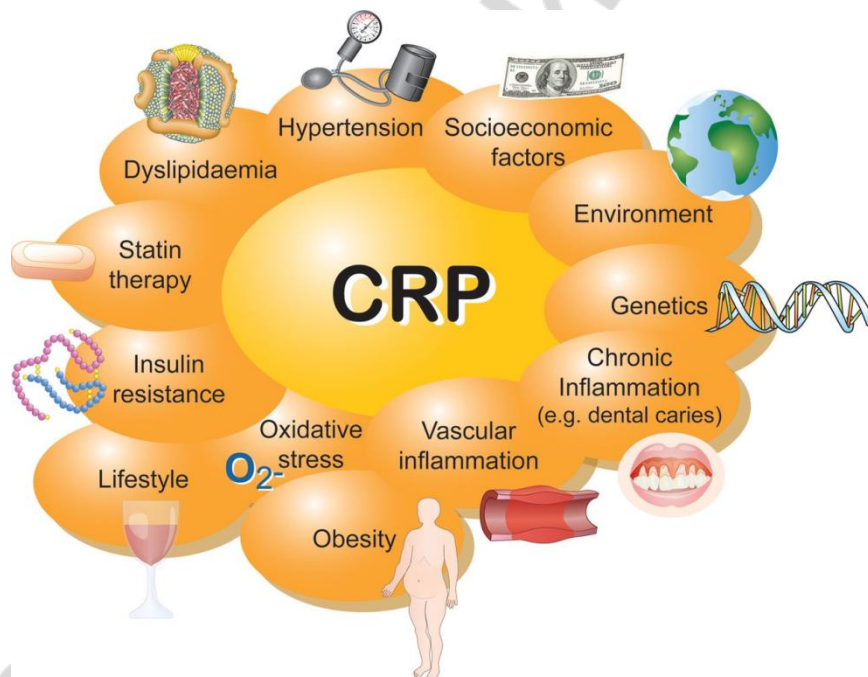 Hypertension
Socioeconomic
factors
Dyslipidaemia
Environment
Statin
therapy
CRP
Genetics
Chronic
Inflammation
(e.g. dental caries)
Insulin
resistance
Oxidative
stress
Vascular
inflammation
Lifestyle
O2-
Obesity